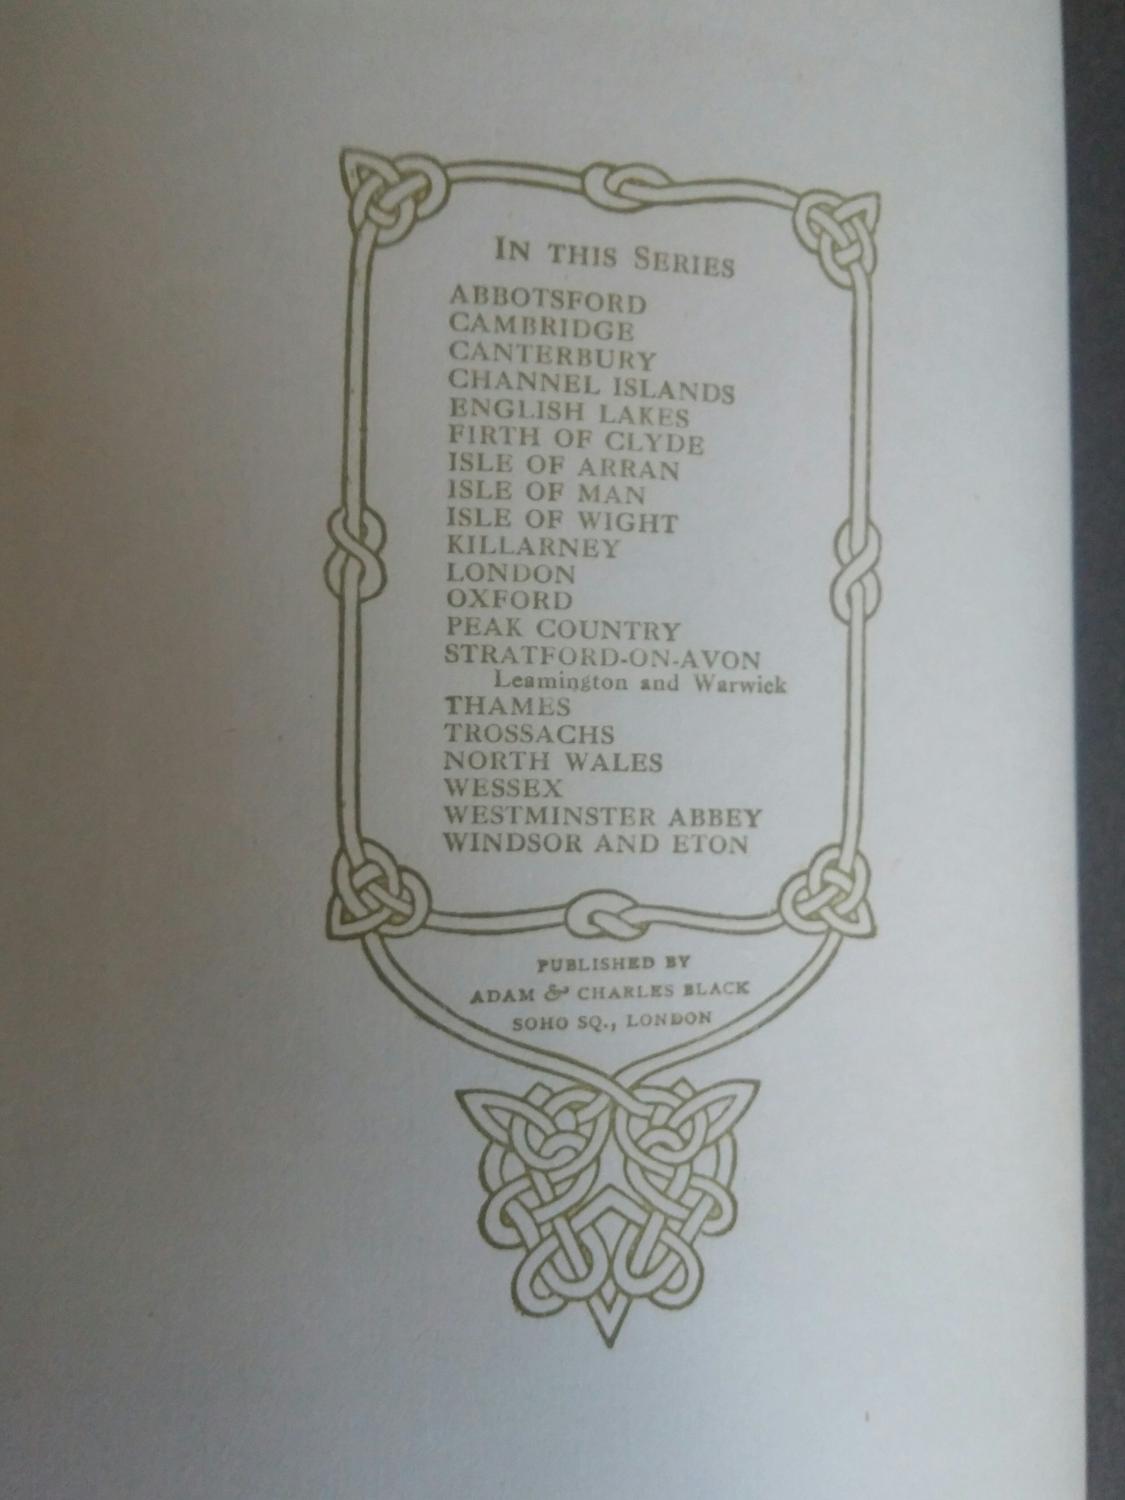 IN THIS SERIES
ABBOTSFORD
CAMBRIDGE
CANTERBURY
CHANNEL ISLANDS
ENGLISH LAKES
FIRTH OF CLYDE
ISLE OF ARRAN
ISLE OF MAN
ISLE OF WIGHT
KILLARNEY
LONDON
OXFORD
PEAK COUNTRY
STRATFORD-ON-AVON
Leamington and Warwick
THAMES
TROSSACHS
NORTH WALES
WESSEX
WESTMINSTER ABBEY
WINDSOR AND ETON
PUBLISHED BY
ADAM & CHARLES BLACK
SOHO SQ., LONDON